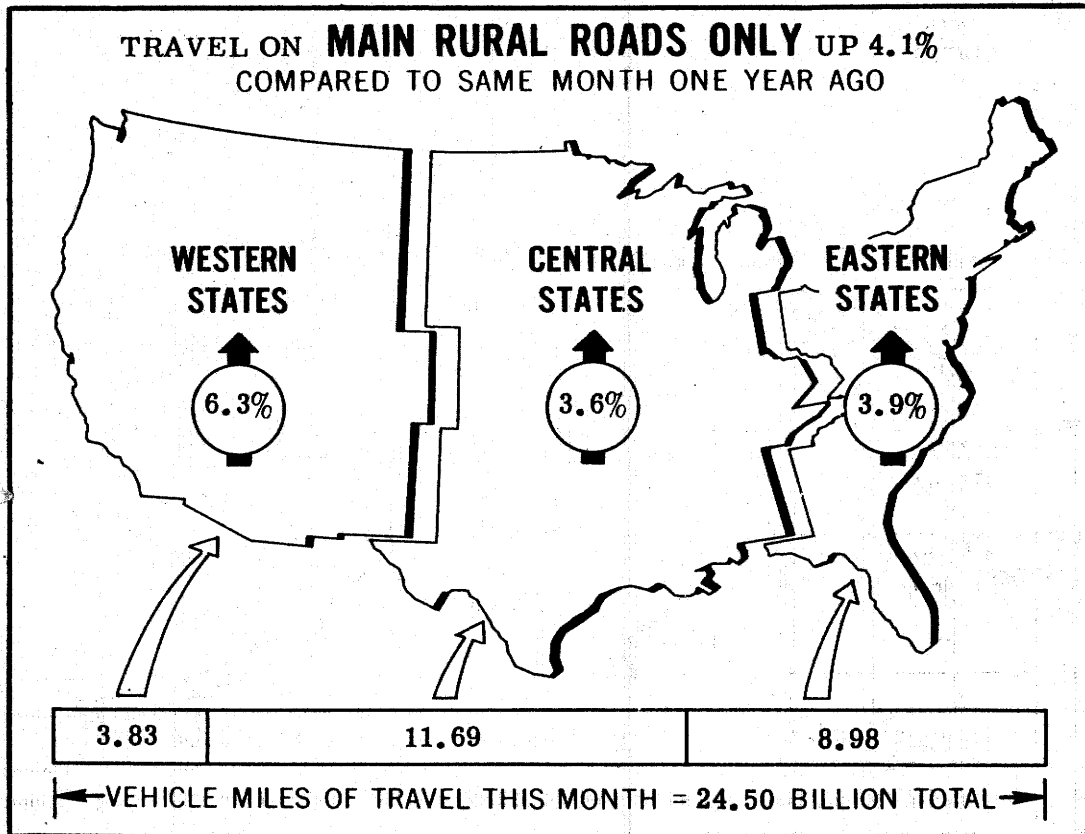 TRAVEL ON MAIN RURAL ROADS ONLY UP 4.1%
COMPARED TO SAME MONTH ONE YEAR AGO
WESTERN
STATES
6.3%
CENTRAL
STATES
3.6%
EASTERN
STATES
3.9%
3.83 11.69 8.98
VEHICLE MILES OF TRAVEL THIS MONTH = 24.50 BILLION TOTAL